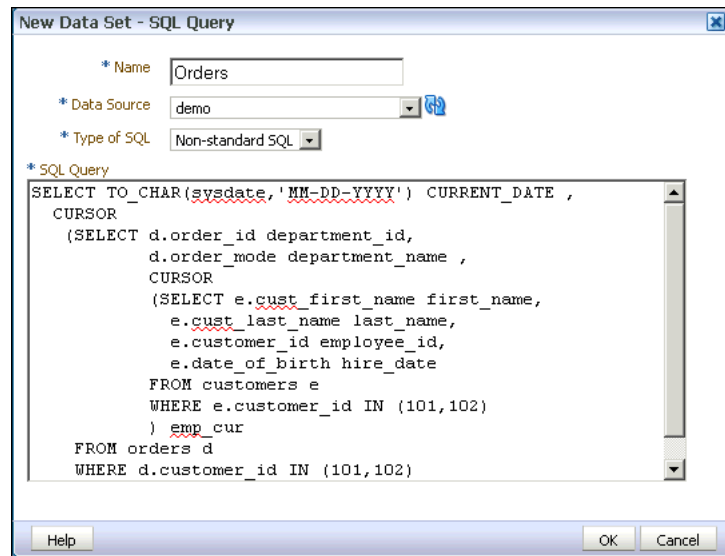 New Data Set - SQL Query
* Name Orders
* Data Source demo
* Type of SQL Non-standard SQL
* SQL Query
SELECT TO_CHAR(sysdate,'MM-DD-YYYY') CURRENT_DATE ,
CURSOR
(SELECT d.order_id department_id,
d.order_mode department_name ,
CURSOR
(SELECT e.cust_first_name first_name,
e.cust_last_name last_name,
e.customer_id employee_id,
e.date_of_birth hire_date
FROM customers e
WHERE e.customer_id IN (101,102)
) emp_cur
FROM orders d
WHERE d.customer_id IN (101,102)
Help OK Cancel